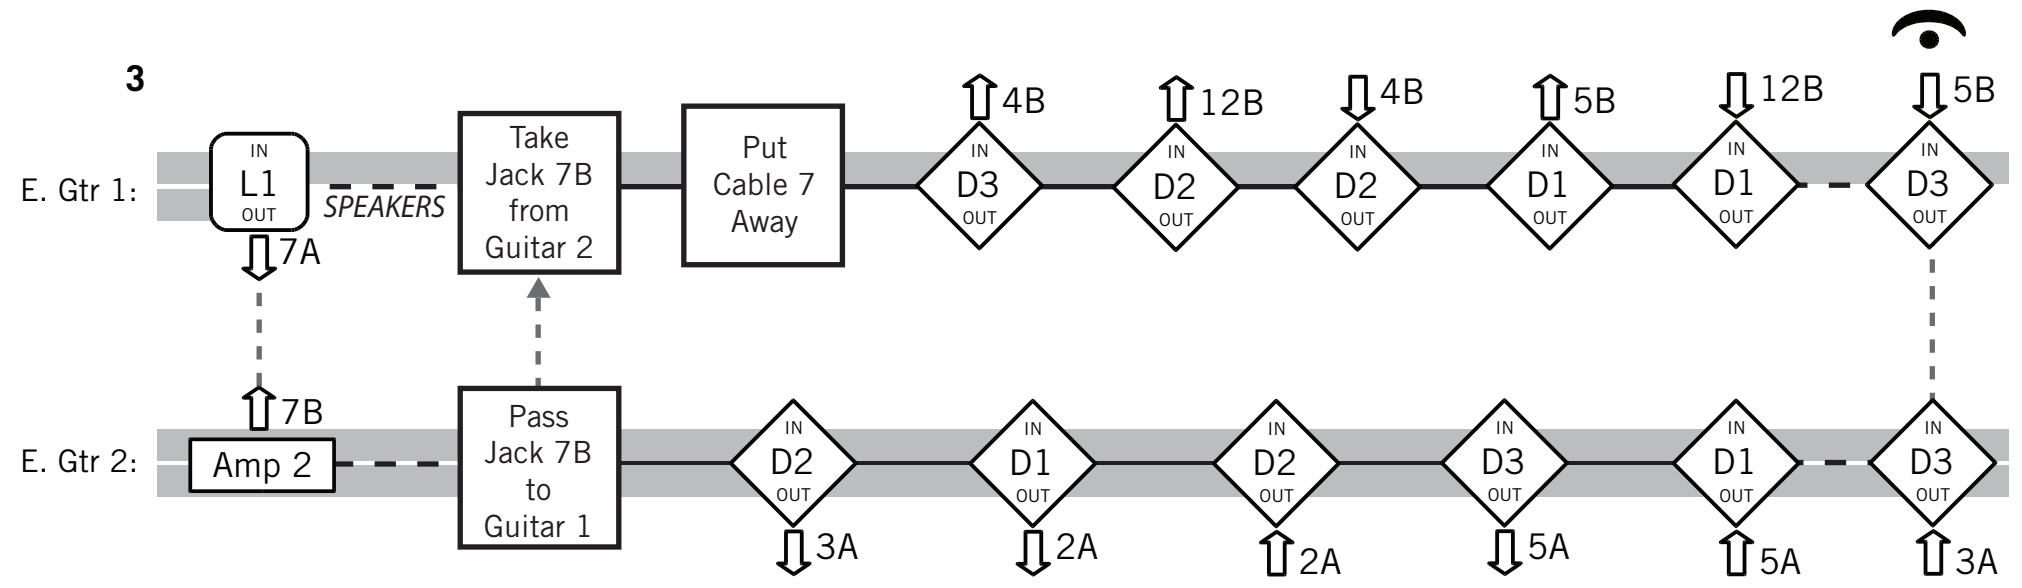 3
4B
12B
4B
5B
12B
5B
E. Gtr 1:
IN
L1
OUT
7A
SPEAKERS
Take
Jack 7B
from
Guitar 2
Put
Cable 7
Away
IN
D3
OUT
IN
D2
OUT
IN
D2
OUT
IN
D1
OUT
IN
D1
OUT
IN
D3
OUT
7B
E. Gtr 2:
Amp 2
Pass
Jack 7B
to
Guitar 1
IN
D2
OUT
3A
IN
D1
OUT
2A
IN
D2
OUT
2A
IN
D3
OUT
5A
IN
D1
OUT
5A
IN
D3
OUT
3A